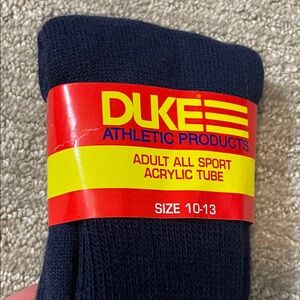 DUKE
ATHLETIC PRODUCTS
ADULT ALL SPORT
ACRYLIC TUBE
SIZE 10-13